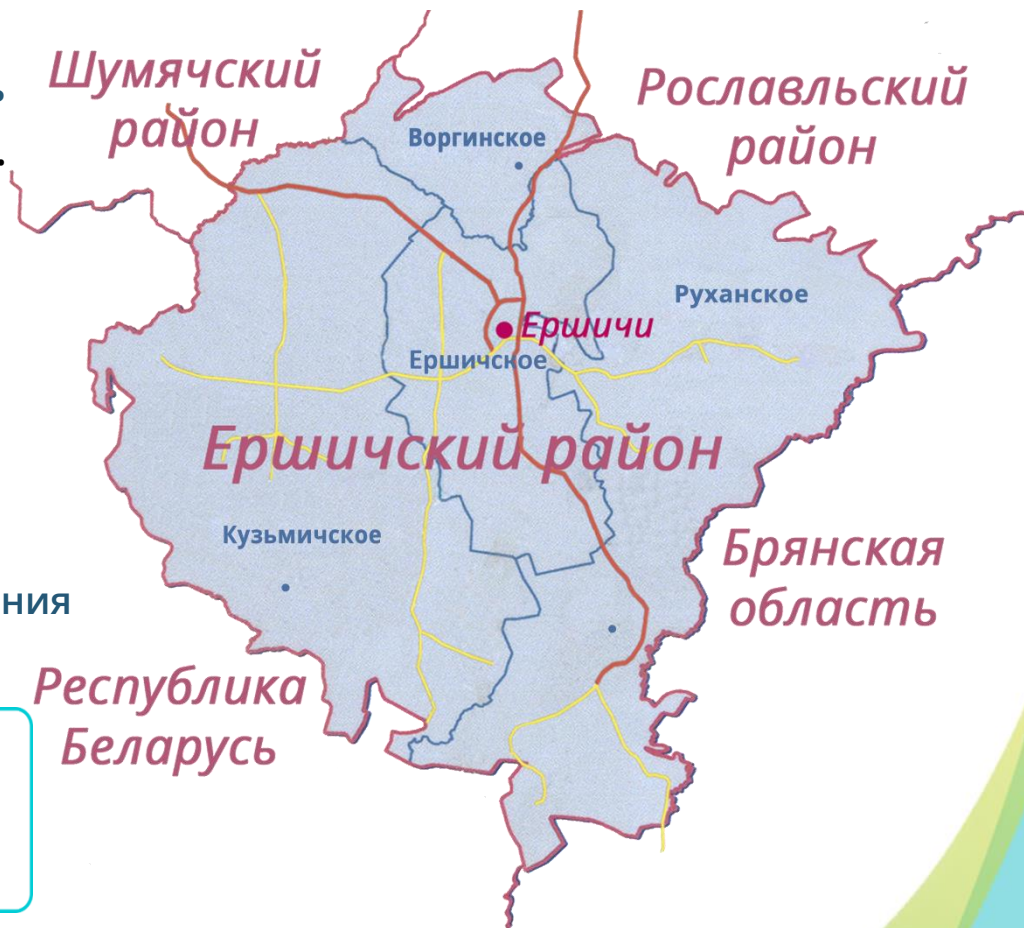 Шумячский
район
Рославльский
район
Воргинское
Руханское
Ершичи
Ершичское
Ершичский район
Кузьмичское
Брянская
область
ния
Республика
Беларусь